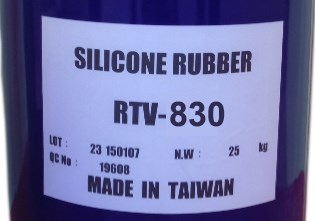 SILICONE RUBBER
RTV-830
LOT : 23 150107 N.W : 25 kg
QC No : 19608
MADE IN TAIWAN